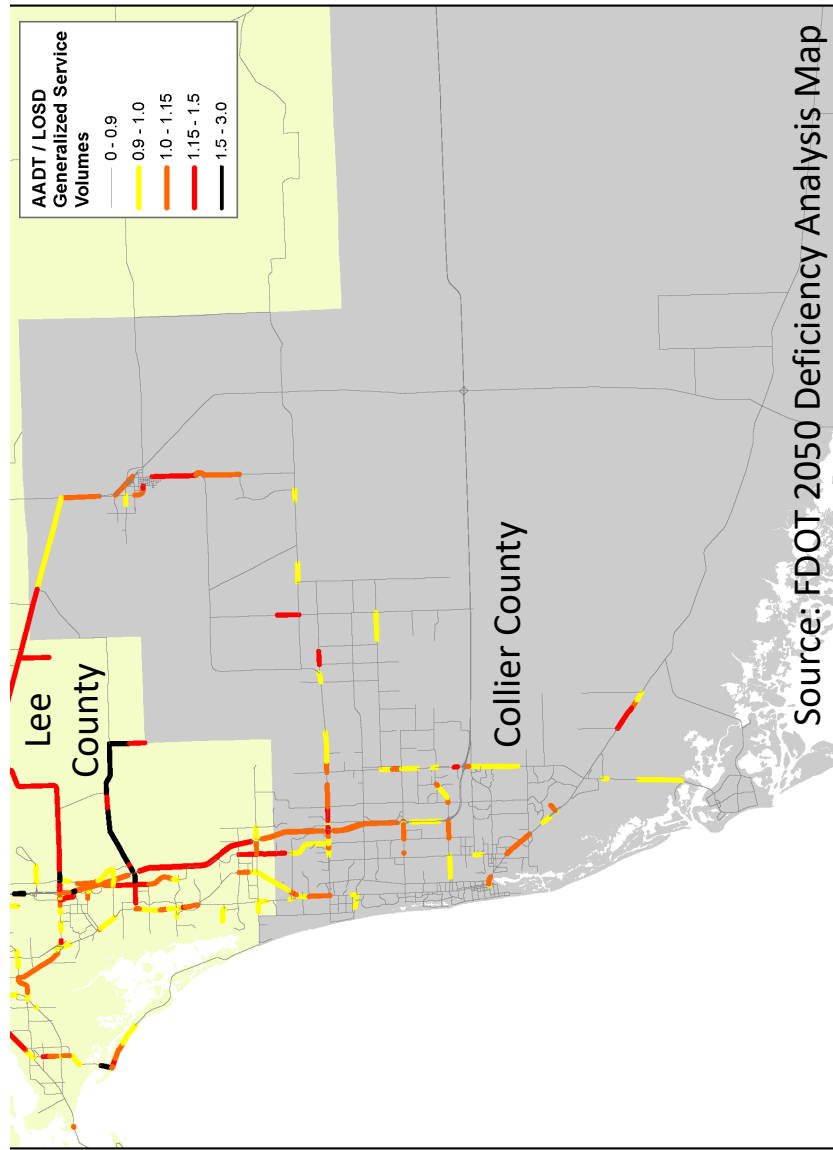 AADT / LOSD
Generalized Service
Volumes
0 - 0.9
0.9 - 1.0
1.0 - 1.15
1.15 - 1.5
1.5 - 3.0
Lee
County
Collier County
Source: FDOT 2050 Deficiency Analysis Map